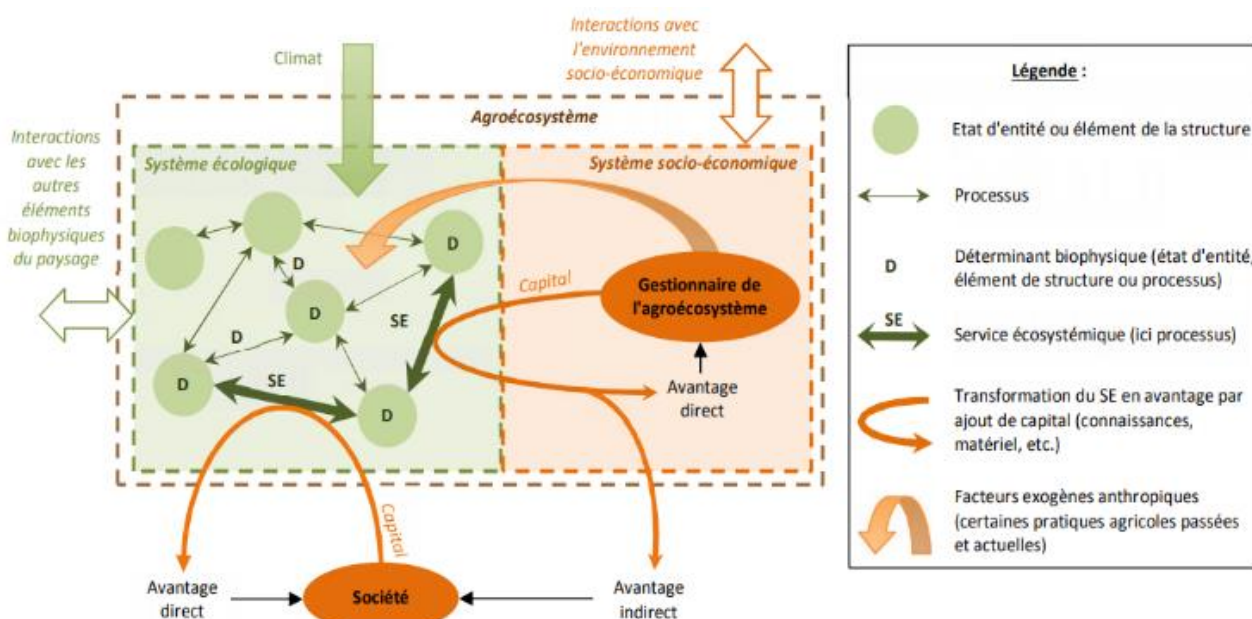 Interactions avec
l'environnement
socio-économique
Climat
Agroécosystème
Interactions
avec les
autres
éléments
biophysiques
du paysage
Système écologique
Système socio-économique
D
D
D
D
D
D
SE
SE
Capital
Gestionnaire de
l'agroécosystème
Avantage
direct
Capital
Avantage
direct
Société
Avantage
indirect
Légende :
Etat d'entité ou élément de la structure
Processus
D
Déterminant biophysique (état d'entité,
élément de structure ou processus)
SE
Service écosystémique (ici processus)
Transformation du SE en avantage par
ajout de capital (connaissances,
matériel, etc.)
Facteurs exogènes anthropiques
(certaines pratiques agricoles passées
et actuelles)